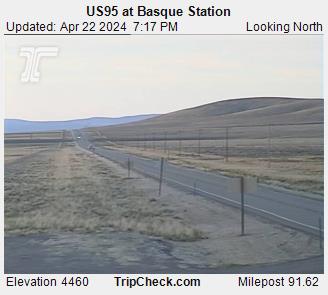 US95 at Basque Station
Updated: Apr 22 2024 7:17 PM Looking North
Elevation 4460 TripCheck.com Milepost 91.62